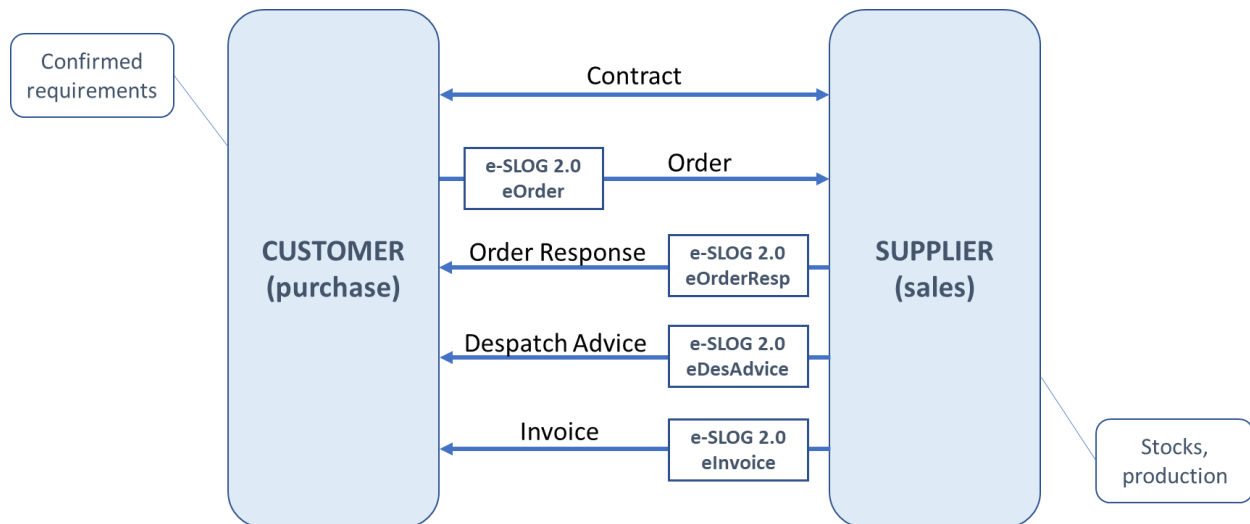 Confirmed
requirements
Contract
e-SLOG 2.0
eOrder
Order
CUSTOMER
(purchase)
Order Response
e-SLOG 2.0
eOrderResp
SUPPLIER
(sales)
Despatch Advice
e-SLOG 2.0
eDesAdvice
Invoice
e-SLOG 2.0
eInvoice
Stocks,
production